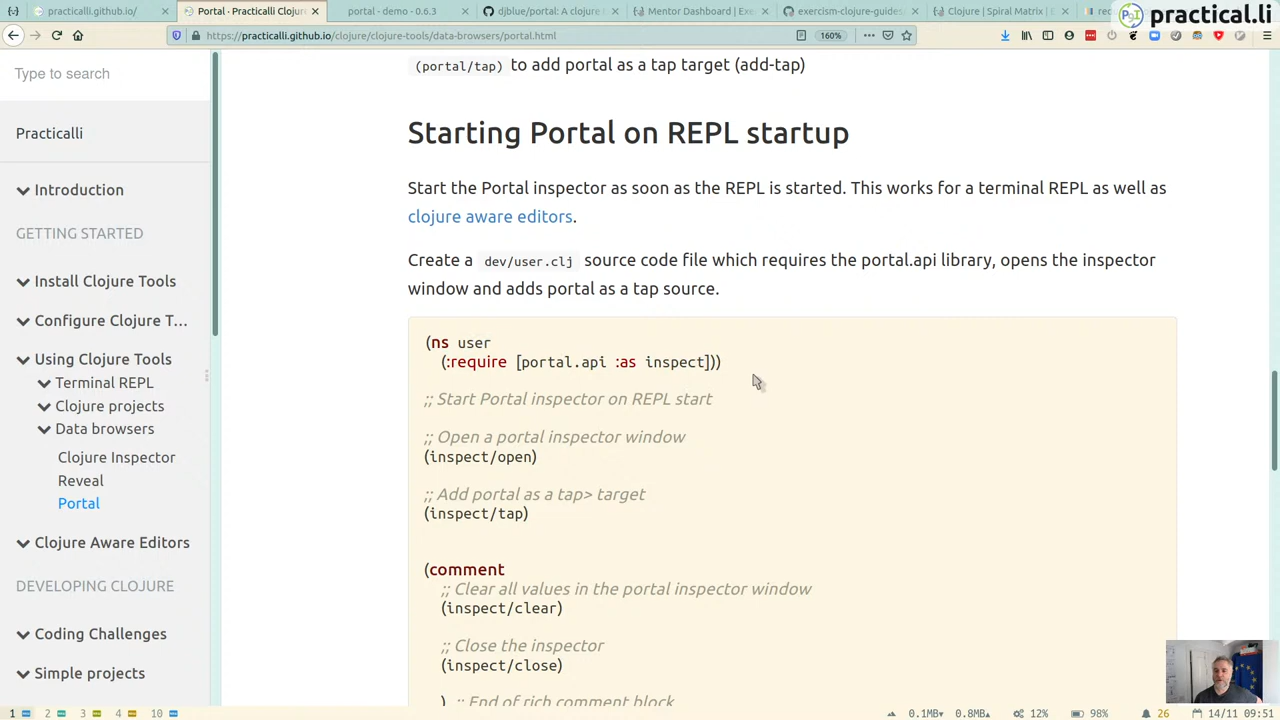 practicalli.github.io/
Portal · Practicalli Clojure
portal - demo - 0.6.3
djblue/portal: A clojure
Mentor Dashboard | Exe
exercism-clojure-guides
Clojure | Spiral Matrix | E
rec
practical.li
https://practicalli.github.io/clojure/clojure-tools/data-browsers/portal.html
160%
Type to search
Practicalli
Introduction
GETTING STARTED
Install Clojure Tools
Configure Clojure T...
Using Clojure Tools
Terminal REPL
Clojure projects
Data browsers
Clojure Inspector
Reveal
Portal
Clojure Aware Editors
DEVELOPING CLOJURE
Coding Challenges
Simple projects
(portal/tap) to add portal as a tap target (add-tap)
Starting Portal on REPL startup
Start the Portal inspector as soon as the REPL is started. This works for a terminal REPL as well as
clojure aware editors.
Create a dev/user.clj source code file which requires the portal.api library, opens the inspector
window and adds portal as a tap source.
(ns user
(:require [portal.api :as inspect]))
;; Start Portal inspector on REPL start
;; Open a portal inspector window
(inspect/open)
;; Add portal as a tap> target
(inspect/tap)
(comment
;; Clear all values in the portal inspector window
(inspect/clear)
;; Close the inspector
(inspect/close)
) ;; End of rich comment block
1 2 3 4 10
0.1MB 0.8MB 12% 98% 26 14/11 09:51